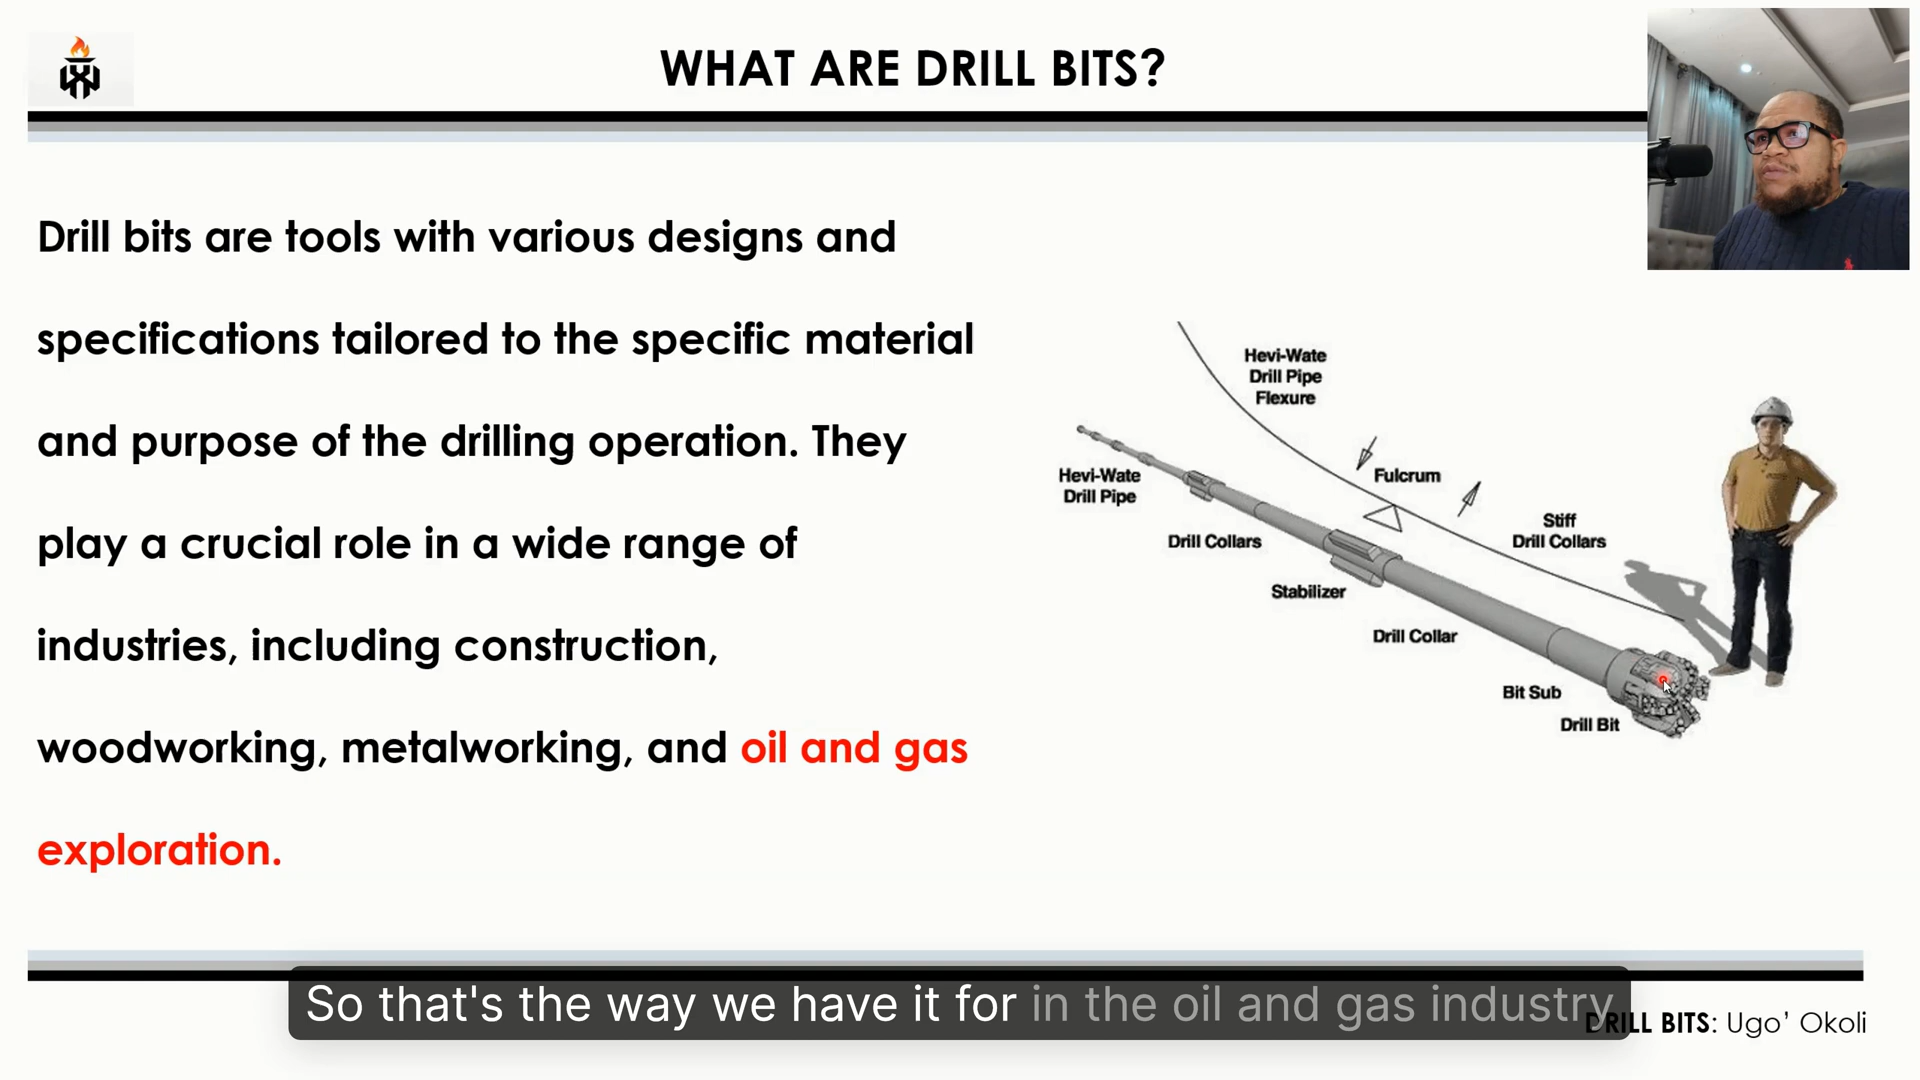 WHAT ARE DRILL BITS?
Drill bits are tools with various designs and
specifications tailored to the specific material
and purpose of the drilling operation. They
play a crucial role in a wide range of
industries, including construction,
woodworking, metalworking, and oil and gas
exploration.
Hevi-Wate
Drill Pipe
Flexure
Fulcrum
Hevi-Wate
Drill Pipe
Stiff
Drill Collars
Drill Collars
Stabilizer
Drill Collar
Bit Sub
Drill Bit
So that's the way we have it for in the oil and gas industry.
DRILL BITS: Ugo' Okoli